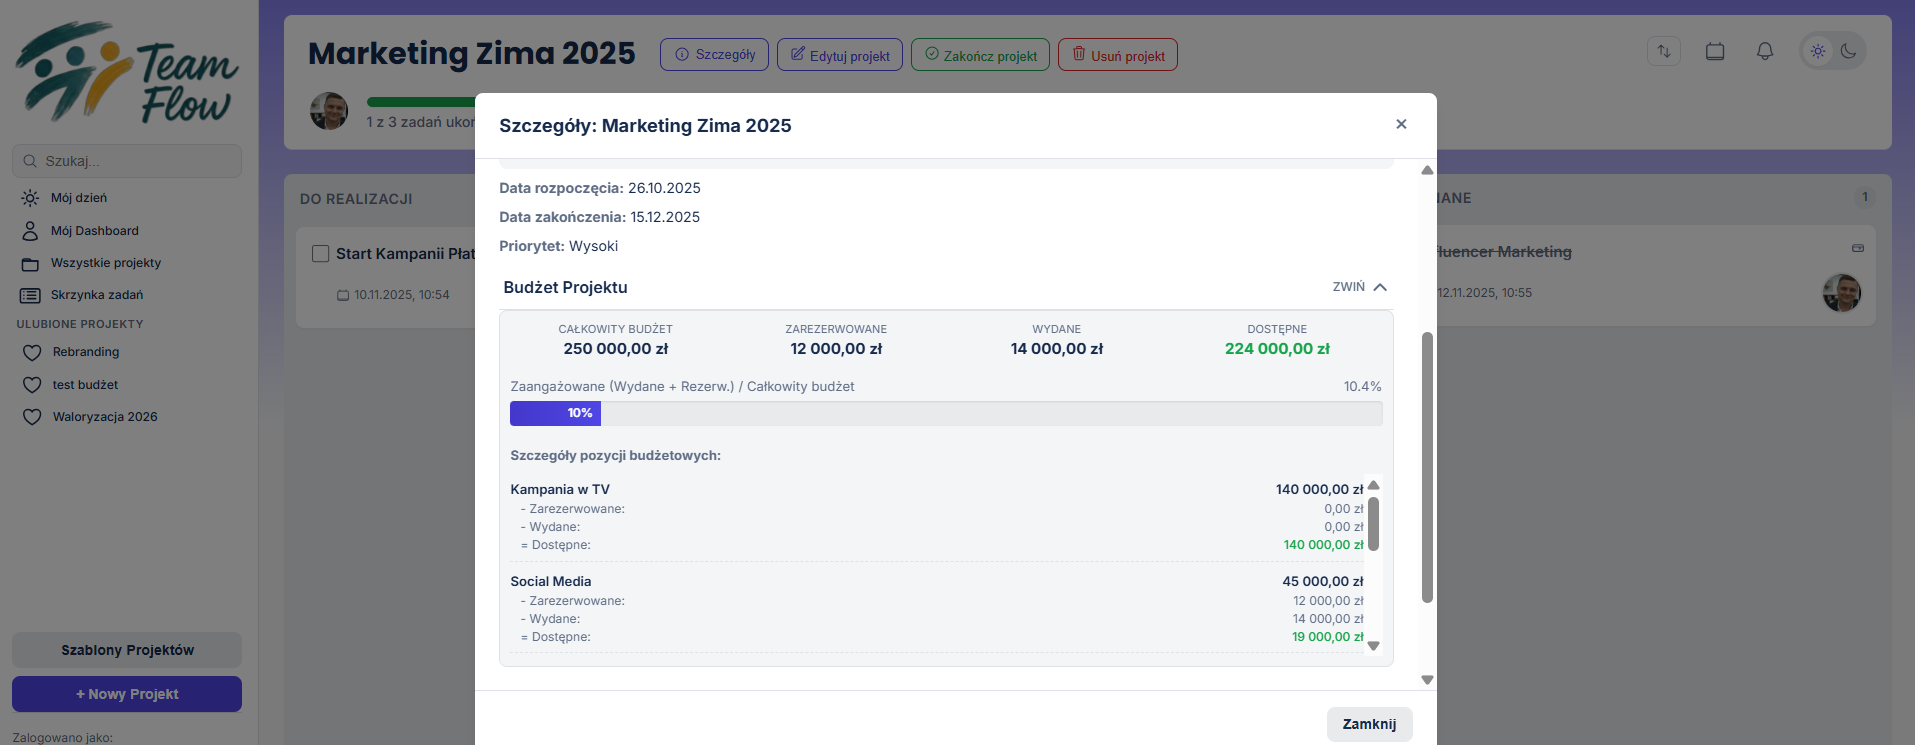 Team
Flow
Szukaj...
Mój dzień
Mój Dashboard
Wszystkie projekty
Skrzynka zadań
ULUBIONE PROJEKTY
Rebranding
test budżet
Waloryzacja 2026
Szablony Projektów
+ Nowy Projekt
Zalogowano jako:
Marketing Zima 2025
Szczegóły
Edytuj projekt
Zakończ projekt
Usuń projekt
1 z 3 zadań ukoń
DO REALIZACJI
Start Kampanii Płat
10.11.2025, 10:54
NANE
1
fluencer Marketing
12.11.2025, 10:55
Szczegóły: Marketing Zima 2025
×
Data rozpoczęcia: 26.10.2025
Data zakończenia: 15.12.2025
Priorytet: Wysoki
Budżet Projektu
ZWIŃ
CAŁKOWITY BUDŻET
250 000,00 zł
ZAREZERWOWANE
12 000,00 zł
WYDANE
14 000,00 zł
DOSTĘPNE
224 000,00 zł
Zaangażowane (Wydane + Rezerw.) / Całkowity budżet
10.4%
10%
Szczegóły pozycji budżetowych:
Kampania w TV 140 000,00 zł
- Zarezerwowane: 0,00 zł
- Wydane: 0,00 zł
= Dostępne: 140 000,00 zł
Social Media 45 000,00 zł
- Zarezerwowane: 12 000,00 zł
- Wydane: 14 000,00 zł
= Dostępne: 19 000,00 zł
Zamknij